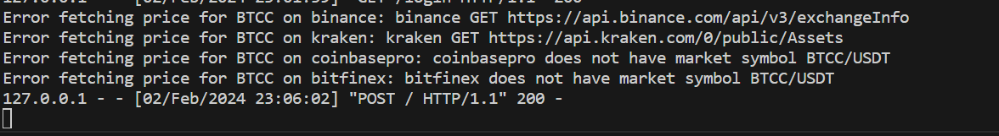 Error fetching price for BTCC on binance: binance GET https://api.binance.com/api/v3/exchangeInfo
Error fetching price for BTCC on kraken: kraken GET https://api.kraken.com/0/public/Assets
Error fetching price for BTCC on coinbasepro: coinbasepro does not have market symbol BTCC/USDT
Error fetching price for BTCC on bitfinex: bitfinex does not have market symbol BTCC/USDT
127.0.0.1 - - [02/Feb/2024 23:06:02] "POST / HTTP/1.1" 200 -